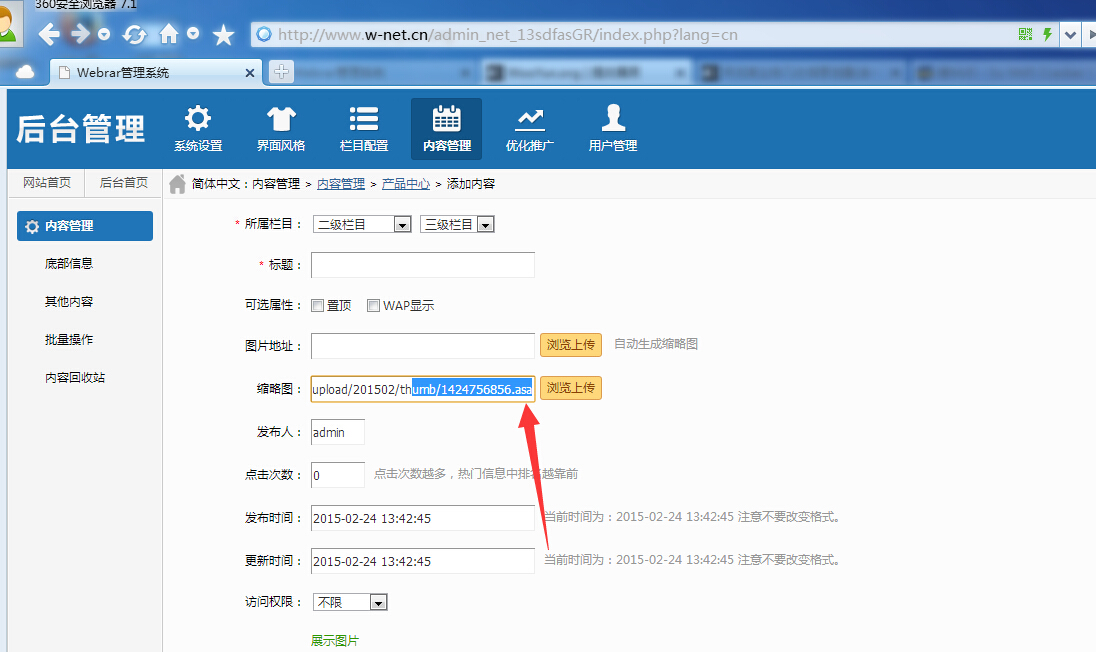 360安全浏览器 7.1
http://www.w-net.cn/admin_net_13sdfasGR/index.php?lang=cn
Webrar管理系统
后台管理
系统设置
界面风格
栏目配置
内容管理
优化推广
用户管理
网站首页
后台首页
简体中文：内容管理 > 内容管理 > 产品中心 > 添加内容
内容管理
底部信息
其他内容
批量操作
内容回收站
* 所属栏目： 二级栏目 三级栏目
* 标题：
可选属性： 置顶 WAP显示
图片地址： 浏览上传 自动生成缩略图
缩略图： upload/201502/thumb/1424756856.asa 浏览上传
发布人： admin
点击次数： 0 点击次数越多，热门信息中排名越靠前
发布时间： 2015-02-24 13:42:45 当前时间为：2015-02-24 13:42:45 注意不要改变格式。
更新时间： 2015-02-24 13:42:45 当前时间为：2015-02-24 13:42:45 注意不要改变格式。
访问权限： 不限
展示图片